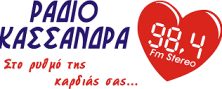 ΡΑΔΙΟ
ΚΑΣΣΑΝΔΡΑ
98,4
Fm Stereo
Στο ρυθμό της
καρδιάς σας...